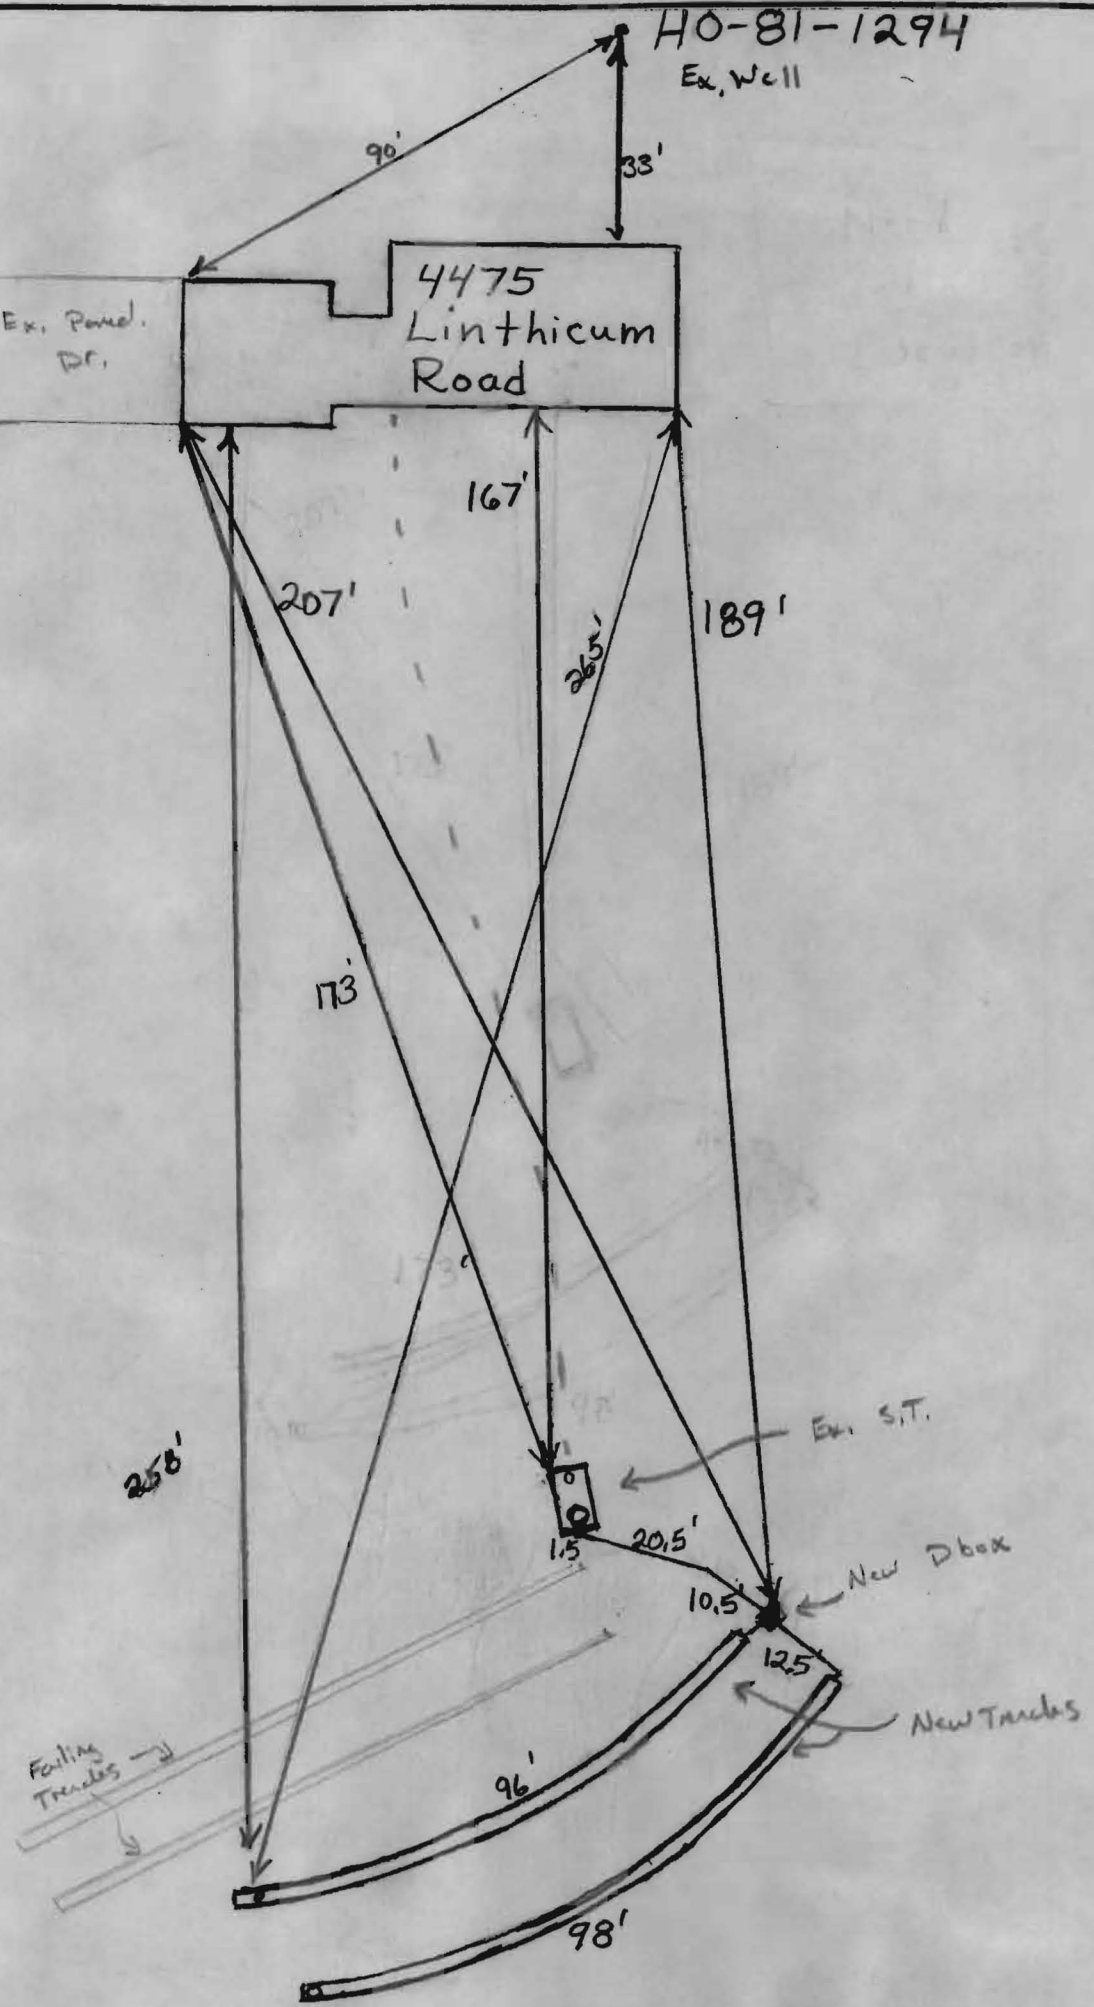 HO-81-1294
Ex. Well
90'
33'
4475
Linthicum
Road
Ex. Paved.
Dr.
167'
207'
265'
189'
173'
258'
Ex. S.T.
1.5
20.5'
New Dbox
10.5'
12.5'
New Trenches
Failing
Trenches
96'
98'